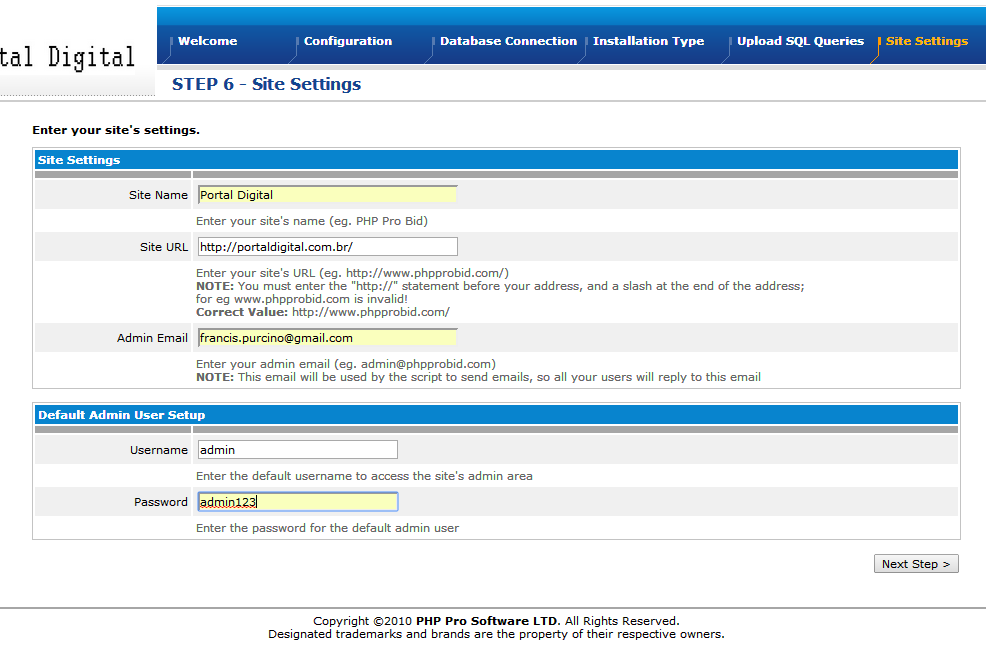 tal Digital
Welcome
Configuration
Database Connection
Installation Type
Upload SQL Queries
Site Settings
STEP 6 - Site Settings
Enter your site's settings.
Site Settings
Site Name Portal Digital
Enter your site's name (eg. PHP Pro Bid)
Site URL http://portaldigital.com.br/
Enter your site's URL (eg. http://www.phpprobid.com/)
NOTE: You must enter the "http://" statement before your address, and a slash at the end of the address;
for eg www.phpprobid.com is invalid!
Correct Value: http://www.phpprobid.com/
Admin Email francis.purcino@gmail.com
Enter your admin email (eg. admin@phpprobid.com)
NOTE: This email will be used by the script to send emails, so all your users will reply to this email
Default Admin User Setup
Username admin
Enter the default username to access the site's admin area
Password admin123
Enter the password for the default admin user
Next Step >
Copyright ©2010 PHP Pro Software LTD. All Rights Reserved.
Designated trademarks and brands are the property of their respective owners.